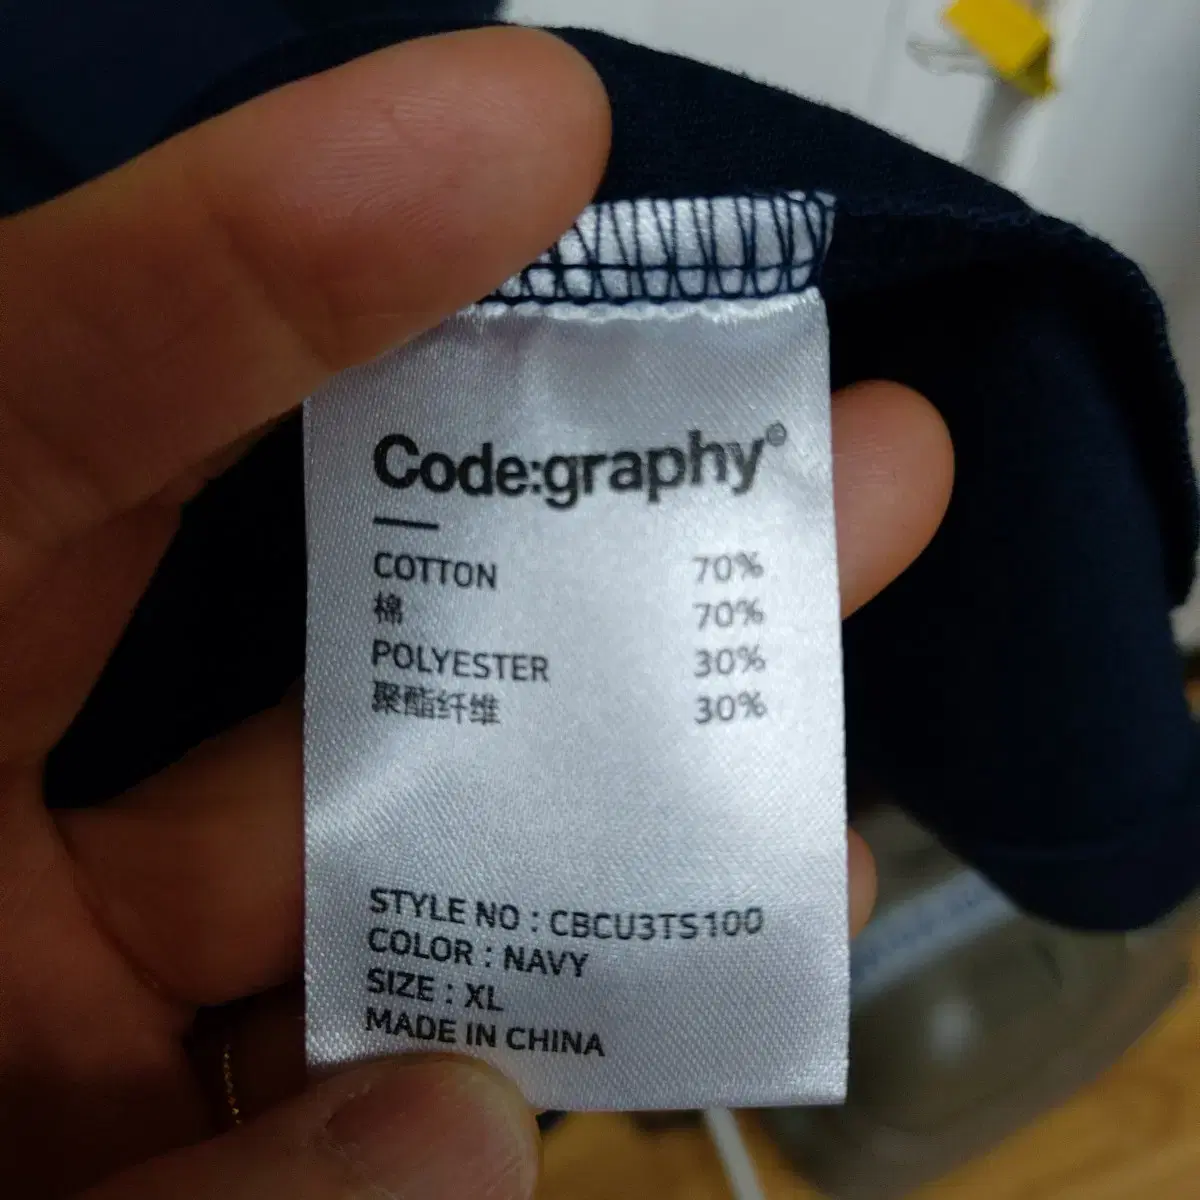 Code:graphy©
COTTON 70%
棉 70%
POLYESTER 30%
聚酯纤维 30%
STYLE NO : CBCU3TS100
COLOR : NAVY
SIZE : XL
MADE IN CHINA